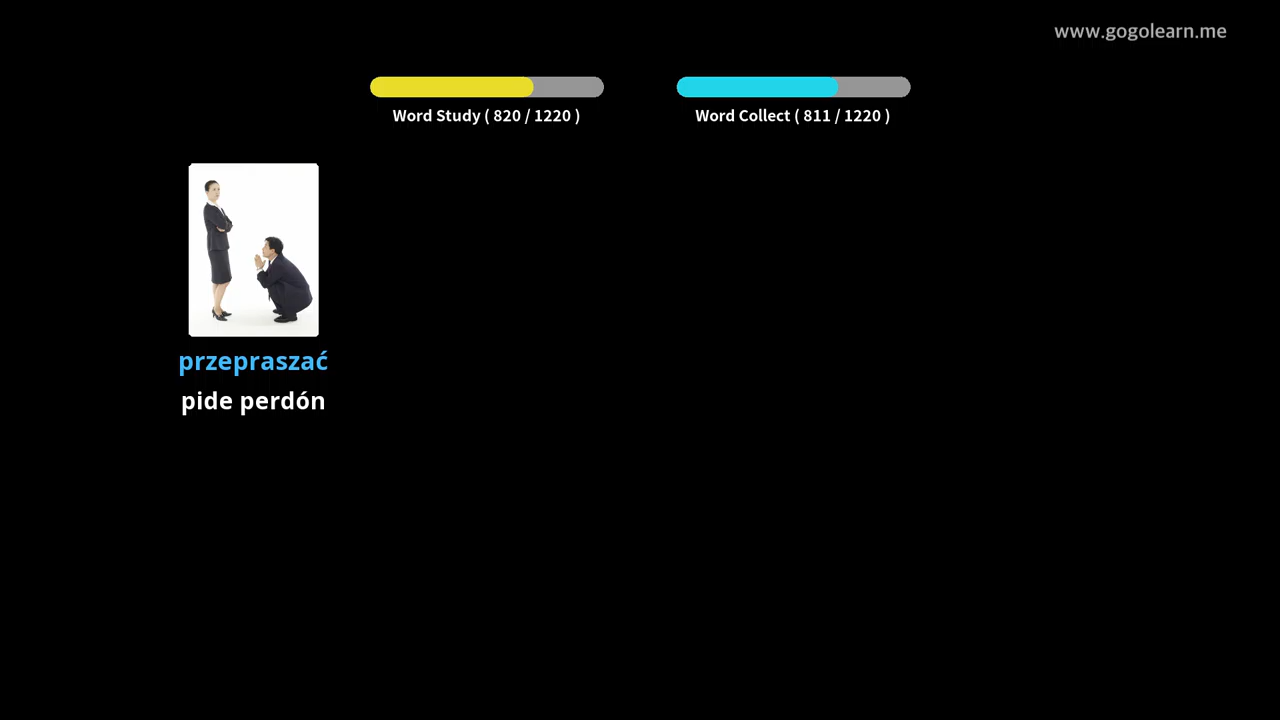 www.gogolearn.me
Word Study ( 820 / 1220 )
Word Collect ( 811 / 1220 )
przepraszać
pide perdón